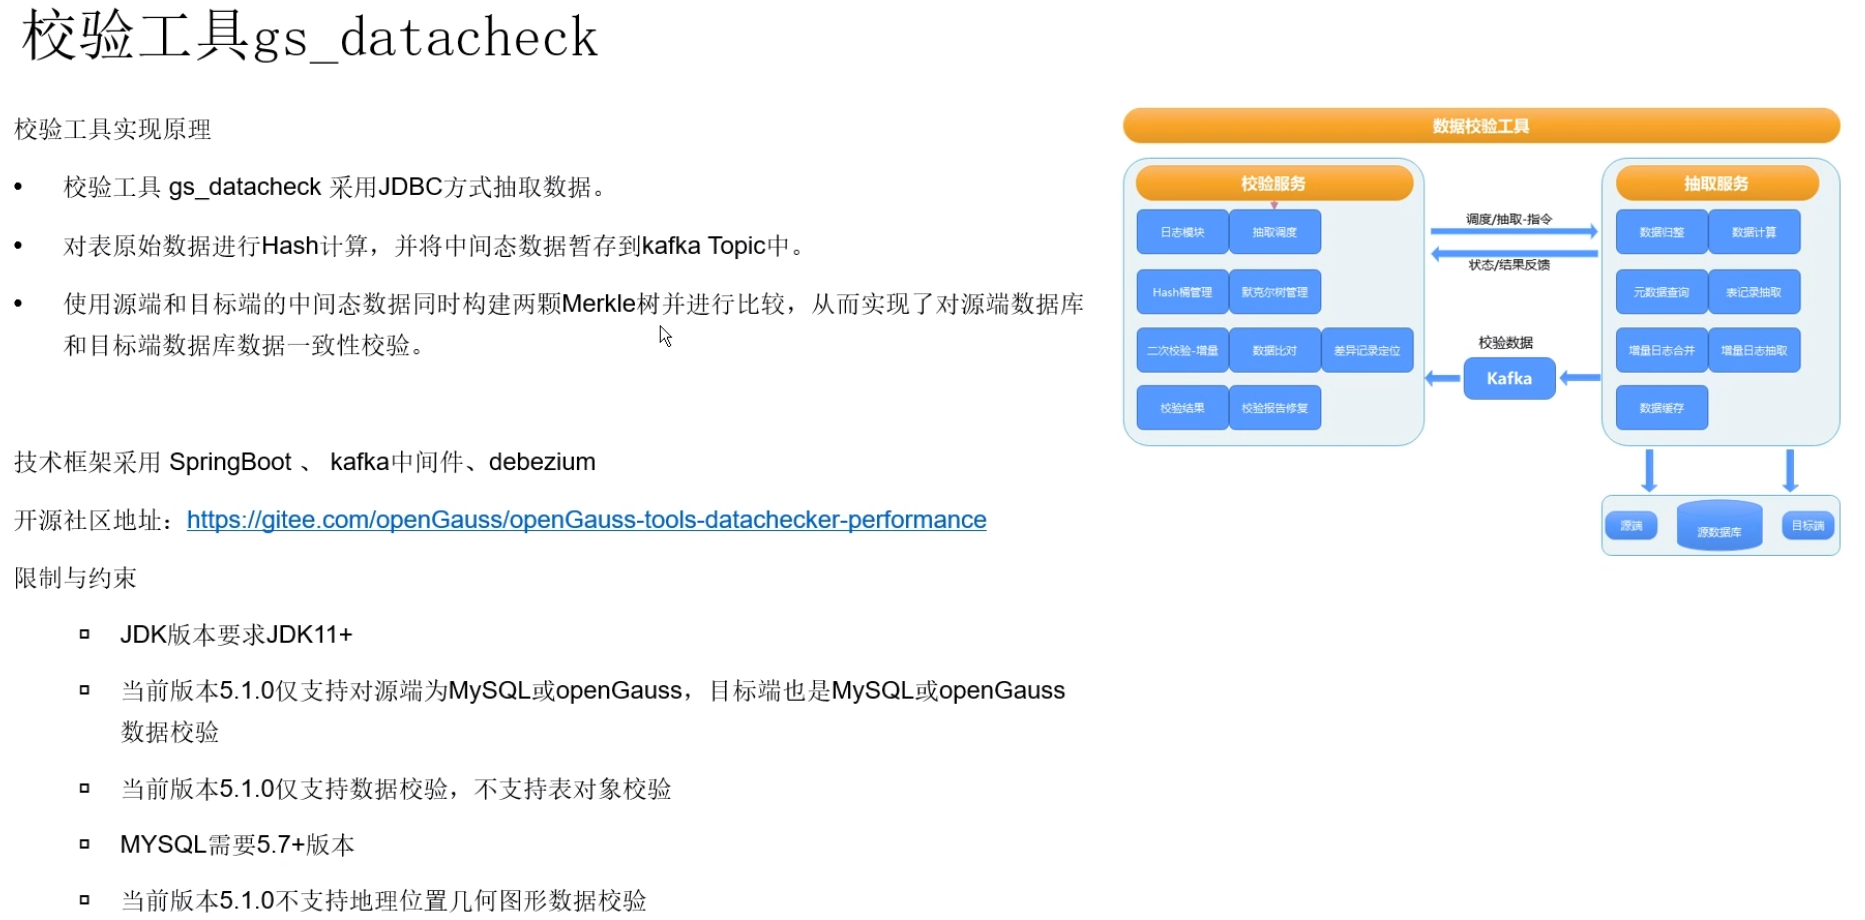 校验工具gs_datacheck
校验工具实现原理
• 校验工具 gs_datacheck 采用JDBC方式抽取数据。
• 对表原始数据进行Hash计算，并将中间态数据暂存到kafka Topic中。
• 使用源端和目标端的中间态数据同时构建两颗Merkle树并进行比较，从而实现了对源端数据库
和目标端数据库数据一致性校验。
技术框架采用 SpringBoot 、 kafka中间件、debezium
开源社区地址：https://gitee.com/openGauss/openGauss-tools-datachecker-performance
限制与约束
JDK版本要求JDK11+
当前版本5.1.0仅支持对源端为MySQL或openGauss，目标端也是MySQL或openGauss
数据校验
当前版本5.1.0仅支持数据校验，不支持表对象校验
MYSQL需要5.7+版本
当前版本5.1.0不支持地理位置几何图形数据校验
数据校验工具
校验服务
日志模块 抽取调度
Hash桶管理 默克尔树管理
二次校验-增量 数据比对 差异记录定位
校验结果 校验报告修复
调度/抽取-指令
状态/结果反馈
校验数据
Kafka
抽取服务
数据归整 数据计算
元数据查询 表记录抽取
增量日志合并 增量日志抽取
数据缓存
源端 源数据库 目标端